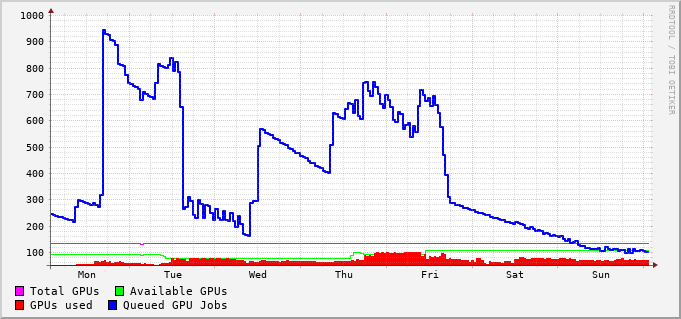 1000
900
800
700
600
500
400
300
200
100
Mon Tue Wed Thu Fri Sat Sun
Total GPUs Available GPUs
GPUs used Queued GPU Jobs
RRDTOOL / TOBI OETIKER